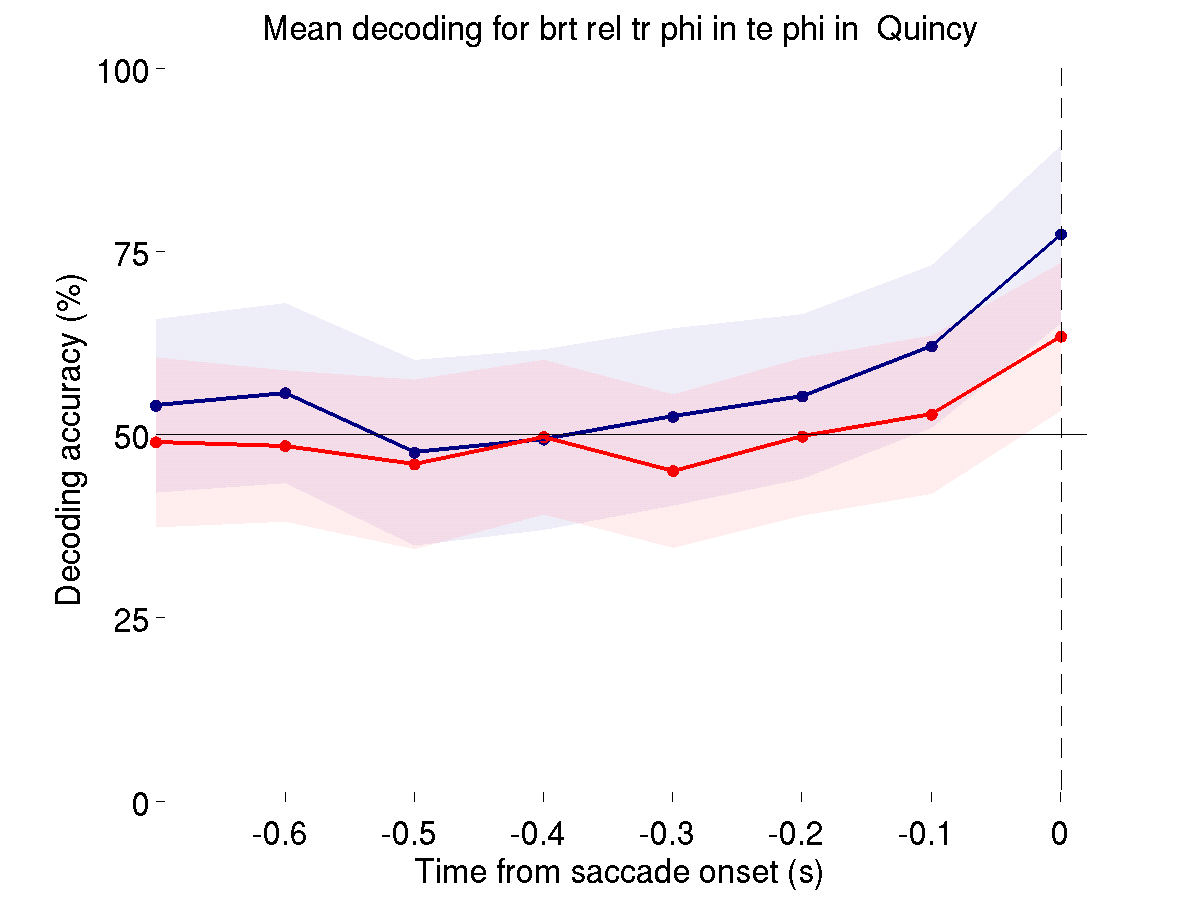 Mean decoding for brt rel tr phi in te phi in  Quincy
100
75
50
25
0
Decoding accuracy (%)
-0.6 -0.5 -0.4 -0.3 -0.2 -0.1 0
Time from saccade onset (s)